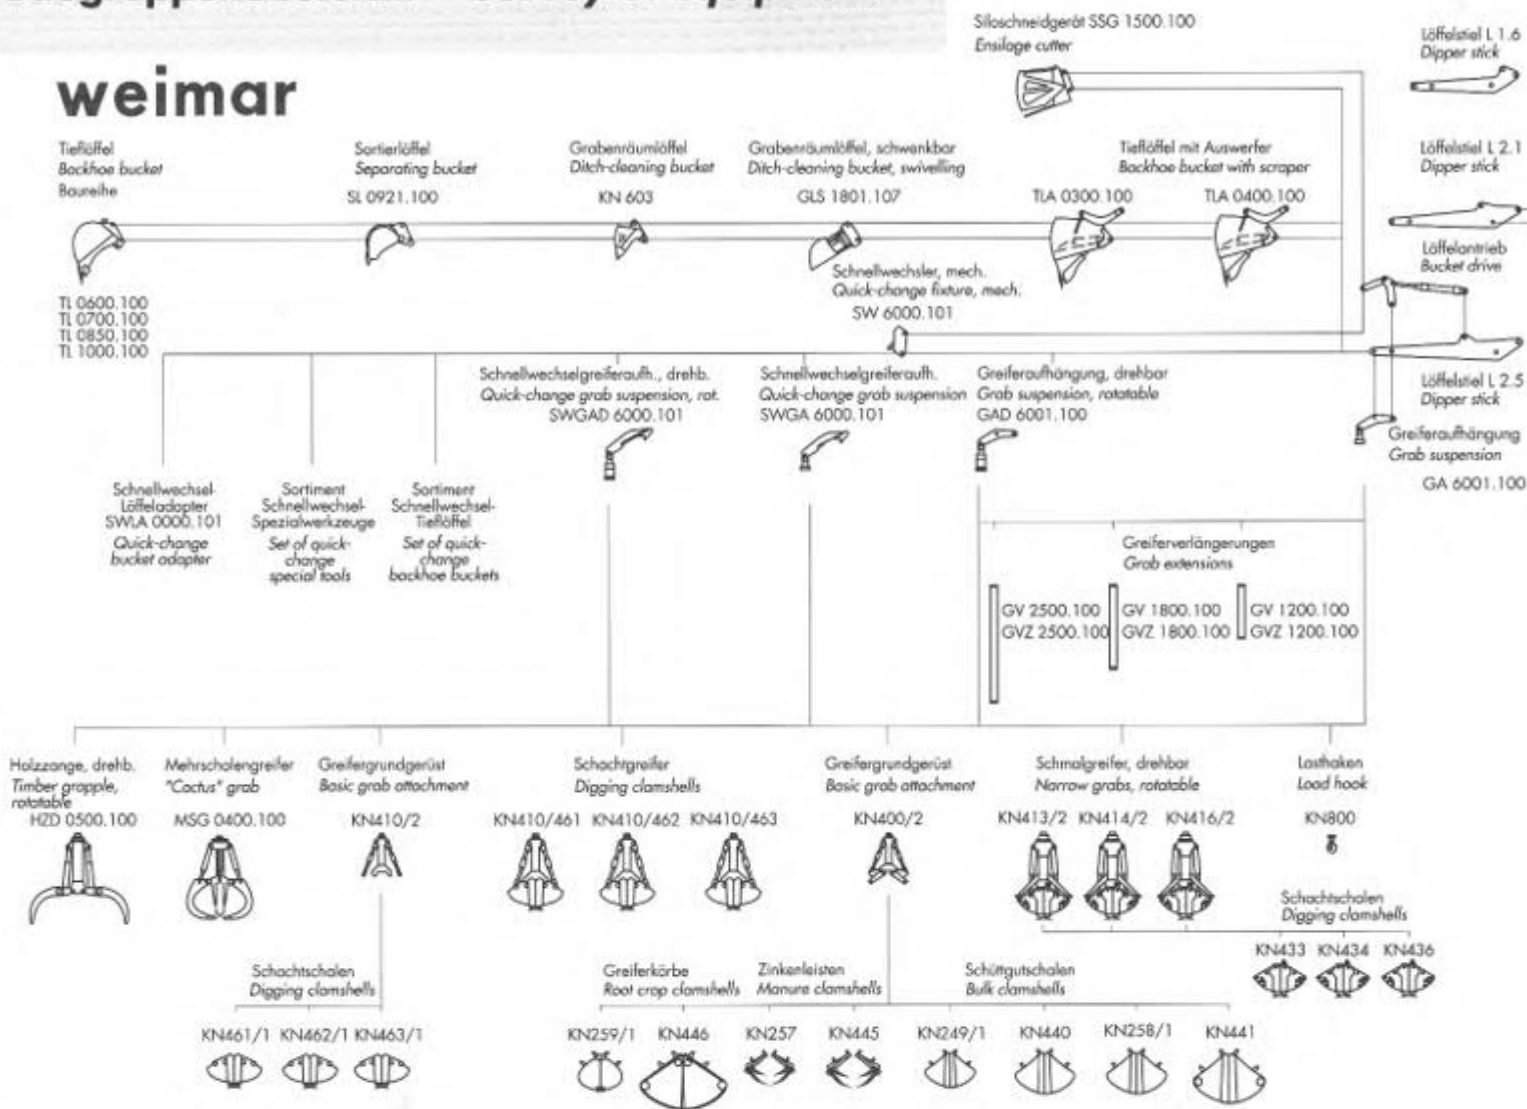 Siloschneidgerät SSG 1500.100
Ensilage cutter
Löffelstiel L 1.6
Dipper stick
weimar
Tieflöffel
Backhoe bucket
Baureihe
Sortierlöffel
Separating bucket
SL 0921.100
Grabenräumlöffel
Ditch-cleaning bucket
KN 603
Grabenräumlöffel, schwenkbar
Ditch-cleaning bucket, swivelling
GLS 1801.107
Tieflöffel mit Auswerfer
Backhoe bucket with scraper
TLA 0300.100
TLA 0400.100
Löffelstiel L 2.1
Dipper stick
Löffelantrieb
Bucket drive
TL 0600.100
TL 0700.100
TL 0850.100
TL 1000.100
Schnellwechsler, mech.
Quick-change fixture, mech.
SW 6000.101
Schnellwechselgreiferaufh., drehb.
Quick-change grab suspension, rot.
SWGAD 6000.101
Schnellwechselgreiferaufh.
Quick-change grab suspension
SWGA 6000.101
Greiferaufhängung, drehbar
Grab suspension, rotatable
GAD 6001.100
Löffelstiel L 2.5
Dipper stick
Greiferaufhängung
Grab suspension
GA 6001.100
Schnellwechsel-
Löffeladapter
SWLA 0000.101
Quick-change
bucket adapter
Sortiment
Schnellwechsel-
Spezialwerkzeuge
Set of quick-
change
special tools
Sortiment
Schnellwechsel-
Tieflöffel
Set of quick-
change
backhoe buckets
Greiferverlängerungen
Grab extensions
GV 2500.100
GVZ 2500.100
GV 1800.100
GVZ 1800.100
GV 1200.100
GVZ 1200.100
Holzzange, drehb.
Timber grapple,
rotatable
HZD 0500.100
Mehrschalengreifer
"Cactus" grab
MSG 0400.100
Greifergrundgerüst
Basic grab attachment
KN410/2
Schachtgreifer
Digging clamshells
KN410/461 KN410/462 KN410/463
Greifergrundgerüst
Basic grab attachment
KN400/2
Schmalgreifer, drehbar
Narrow grabs, rotatable
KN413/2 KN414/2 KN416/2
Lasthaken
Load hook
KN800
Schachtschalen
Digging clamshells
KN433 KN434 KN436
Schachtschalen
Digging clamshells
KN461/1 KN462/1 KN463/1
Greiferkörbe
Root crop clamshells
Zinkenleisten
Manure clamshells
Schüttgutschalen
Bulk clamshells
KN259/1 KN446 KN257 KN445 KN249/1 KN440 KN258/1 KN441